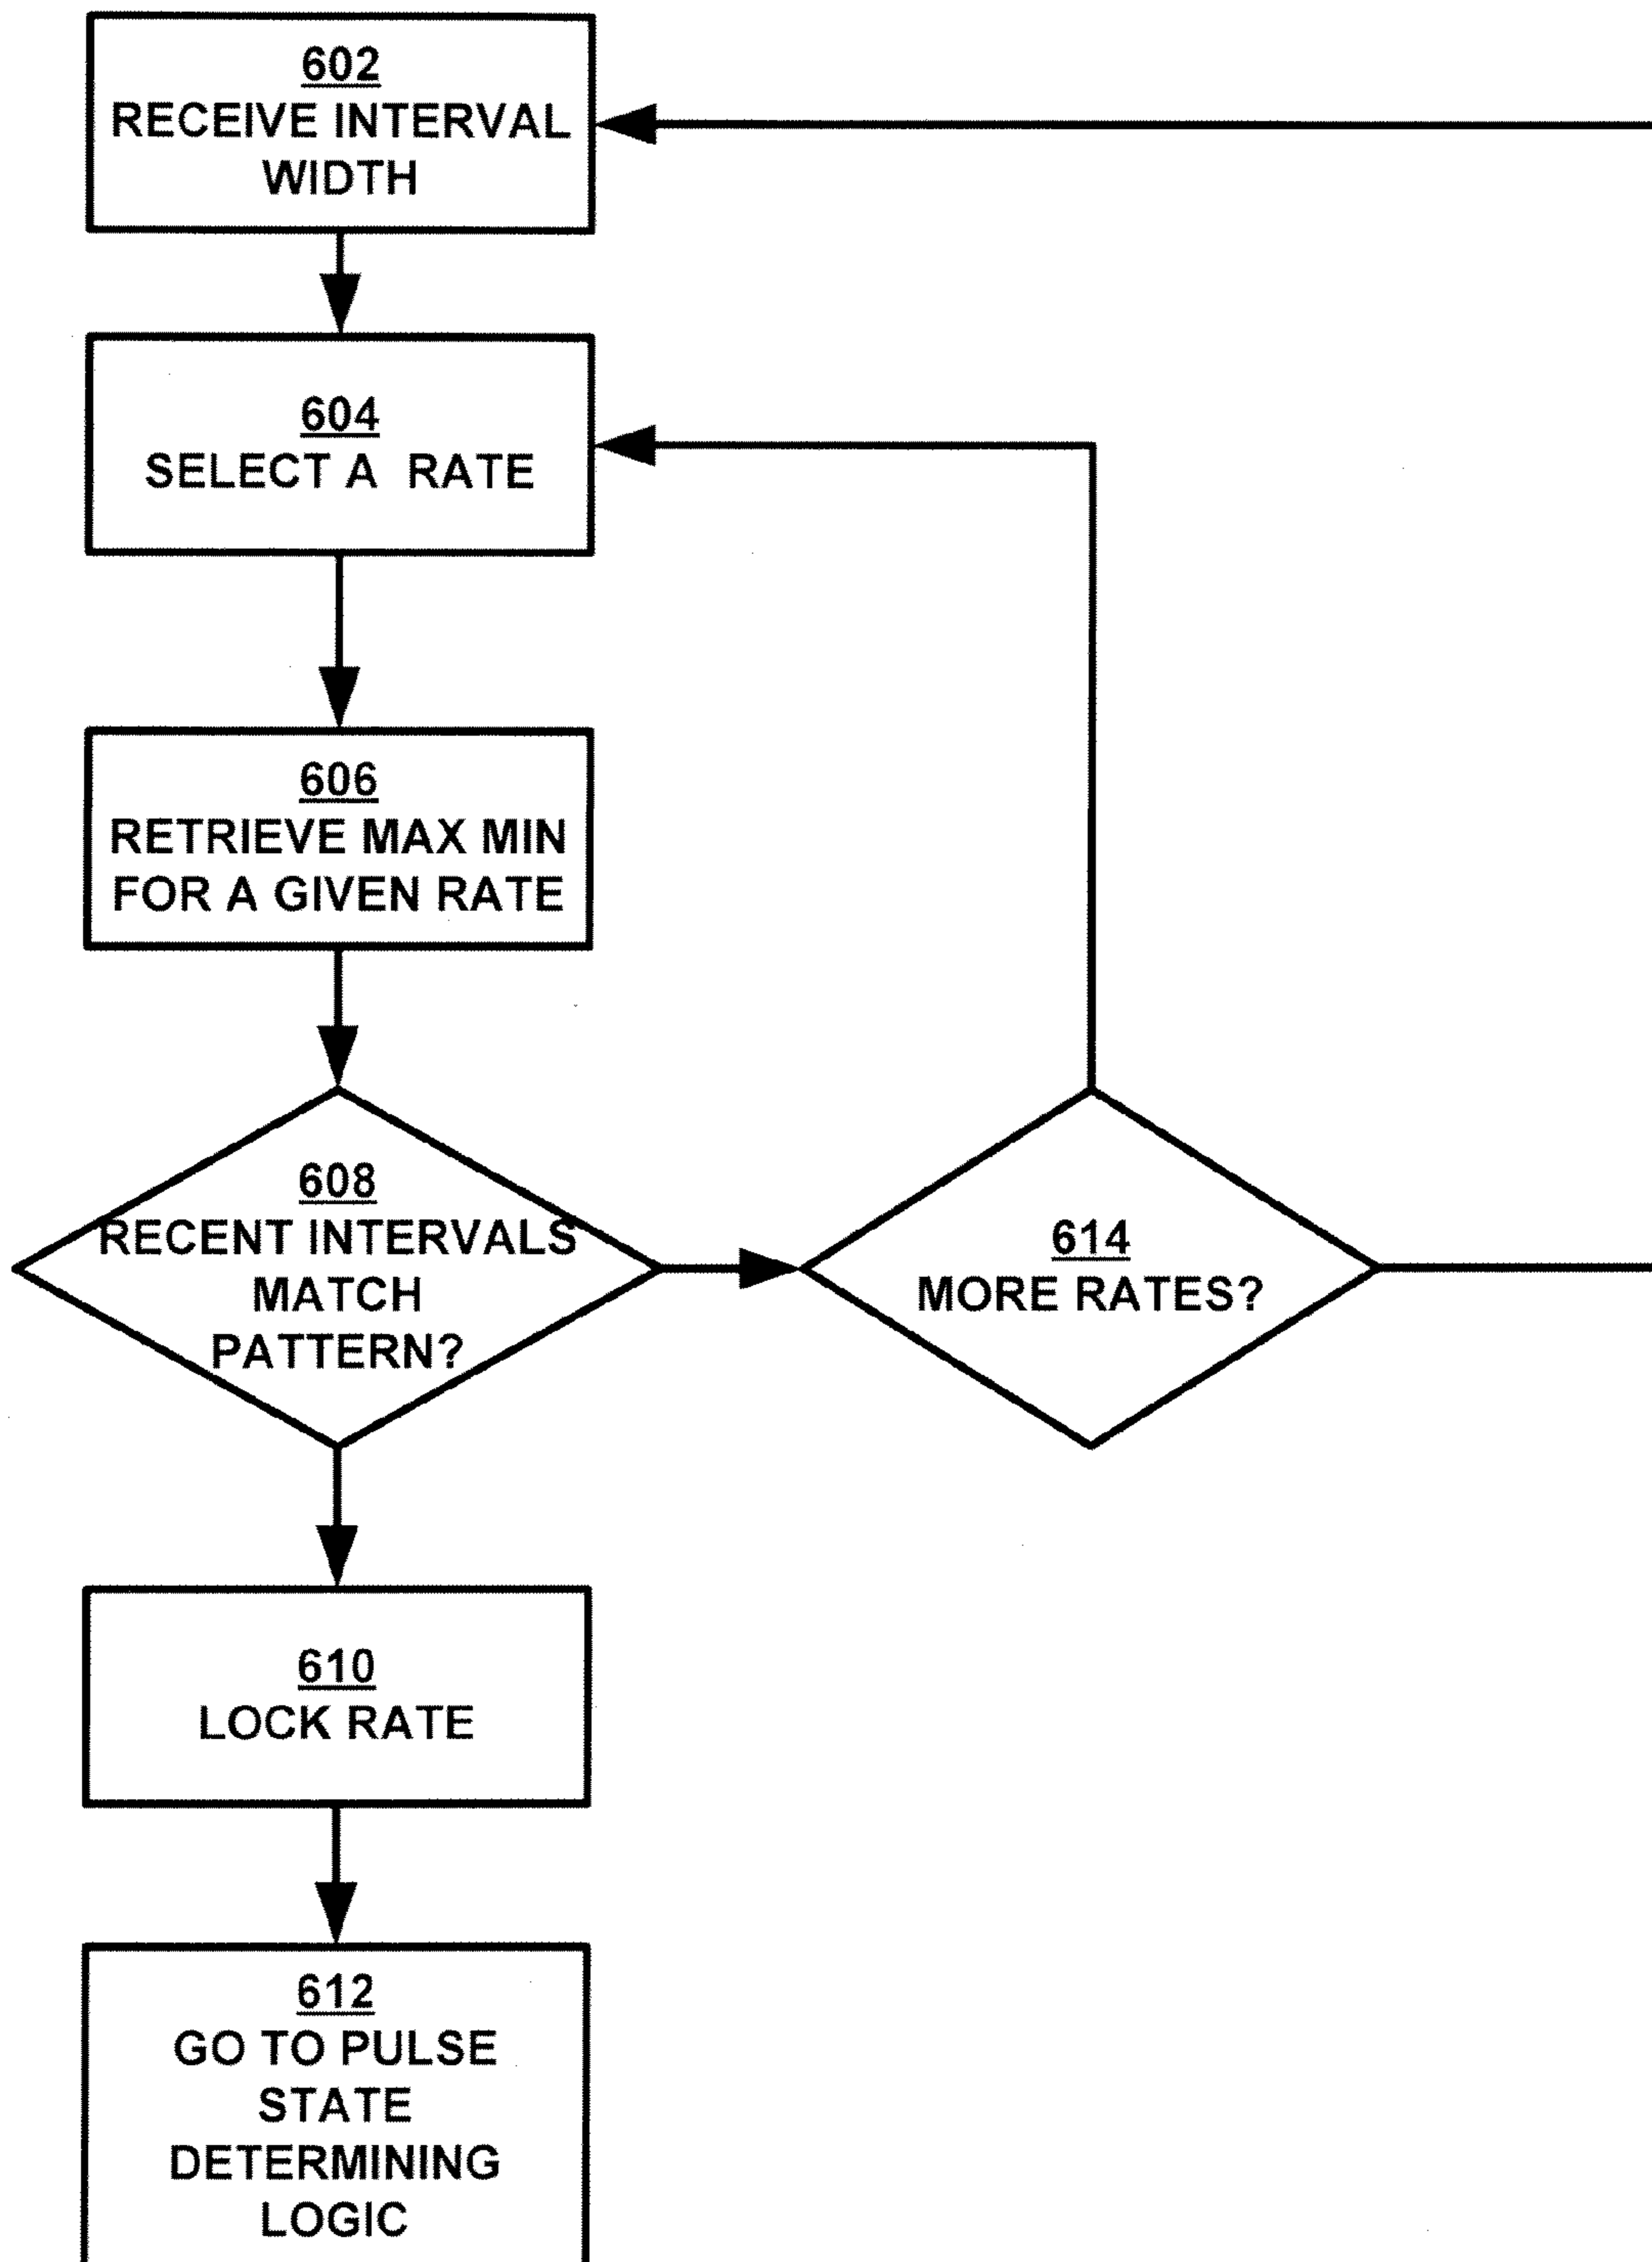 602
RECEIVE INTERVAL
WIDTH
604
SELECT A RATE
606
RETRIEVE MAX MIN
FOR A GIVEN RATE
608
RECENT INTERVALS
MATCH
PATTERN?
614
MORE RATES?
610
LOCK RATE
612
GO TO PULSE
STATE
DETERMINING
LOGIC